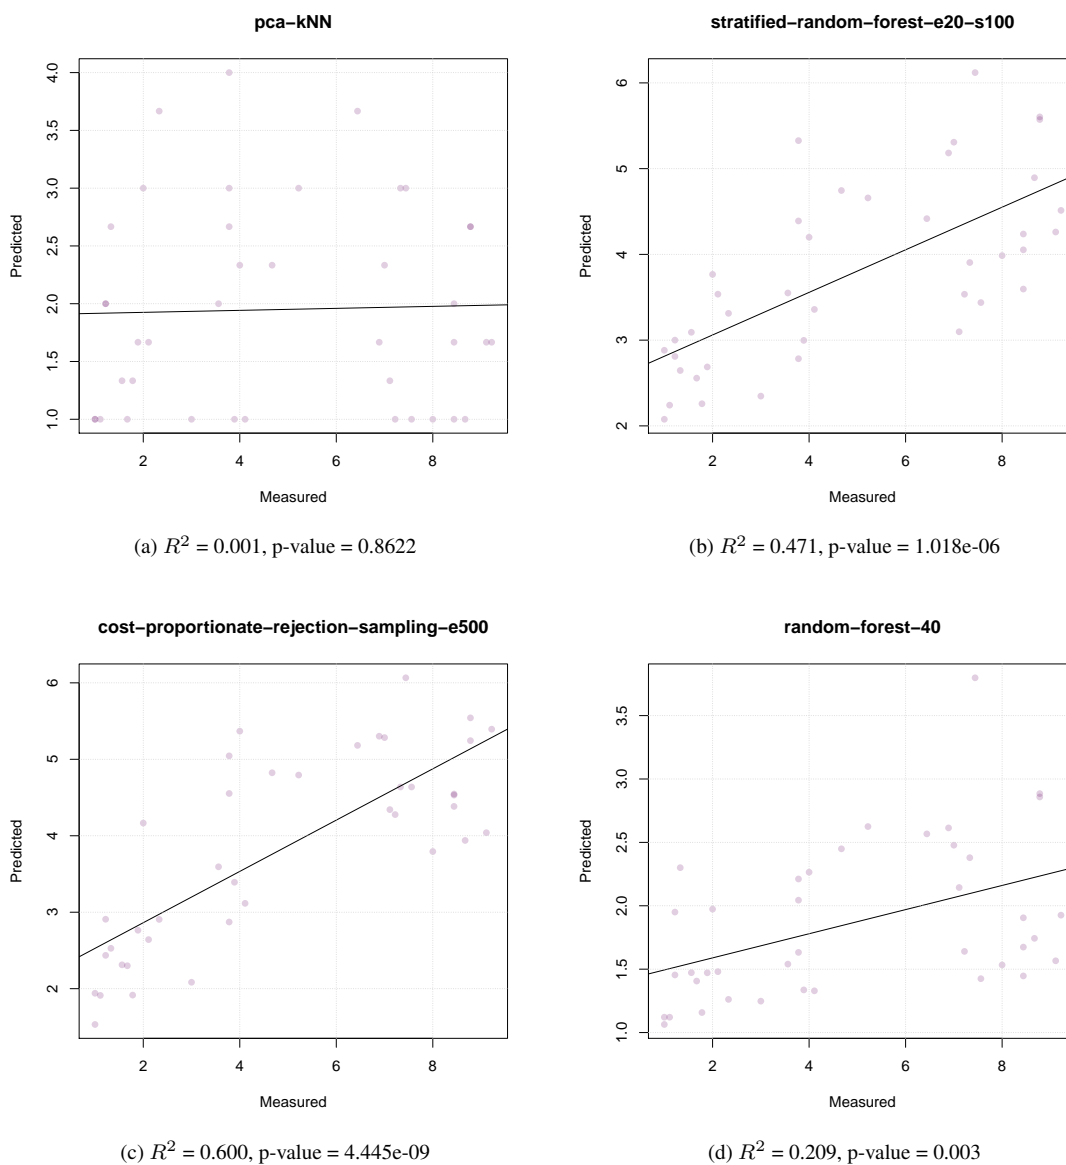 pca−kNN
4.0
3.5
3.0
2.5
2.0
1.5
1.0
Predicted
2 4 6 8
Measured
(a) R² = 0.001, p-value = 0.8622
stratified−random−forest−e20−s100
6
5
4
3
2
Predicted
2 4 6 8
Measured
(b) R² = 0.471, p-value = 1.018e-06
cost−proportionate−rejection−sampling−e500
6
5
4
3
2
Predicted
2 4 6 8
Measured
(c) R² = 0.600, p-value = 4.445e-09
random−forest−40
3.5
3.0
2.5
2.0
1.5
1.0
Predicted
2 4 6 8
Measured
(d) R² = 0.209, p-value = 0.003